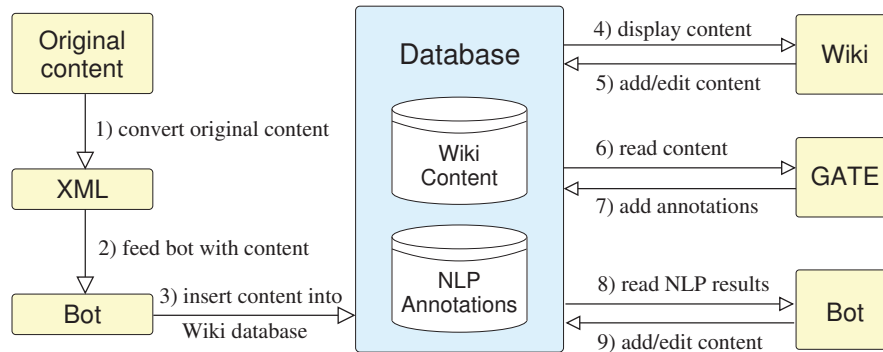 Original
content
1) convert original content
XML
2) feed bot with content
Bot
3) insert content into
Wiki database
Database
Wiki
Content
NLP
Annotations
4) display content
Wiki
5) add/edit content
6) read content
GATE
7) add annotations
8) read NLP results
Bot
9) add/edit content